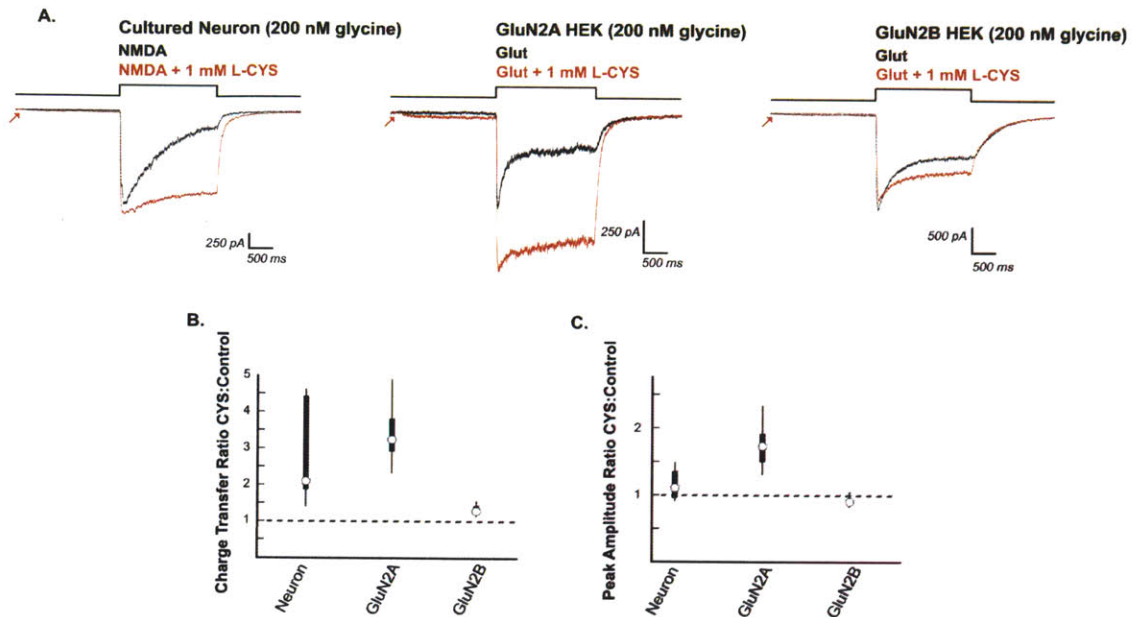 A.
Cultured Neuron (200 nM glycine)
NMDA
NMDA + 1 mM L-CYS
250 pA
500 ms
GluN2A HEK (200 nM glycine)
Glut
Glut + 1 mM L-CYS
250 pA
500 ms
GluN2B HEK (200 nM glycine)
Glut
Glut + 1 mM L-CYS
500 pA
500 ms
B.
Charge Transfer Ratio CYS:Control
5
4
3
2
1
Neuron
GluN2A
GluN2B
C.
Peak Amplitude Ratio CYS:Control
2
1
Neuron
GluN2A
GluN2B